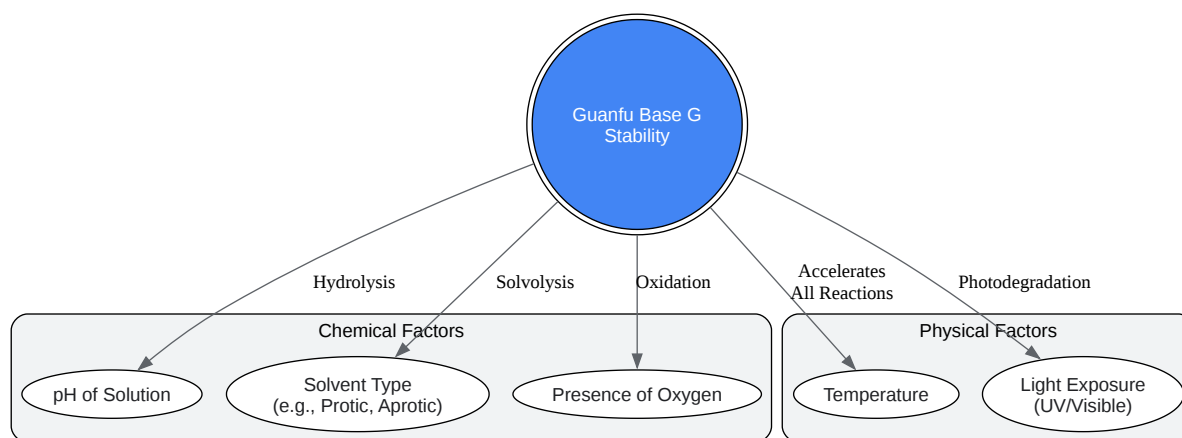 Guanfu Base G
Stability
Hydrolysis
Solvolysis
Oxidation
Accelerates
All Reactions
Photodegradation
Chemical Factors
Physical Factors
pH of Solution
Solvent Type
(e.g., Protic, Aprotic)
Presence of Oxygen
Temperature
Light Exposure
(UV/Visible)